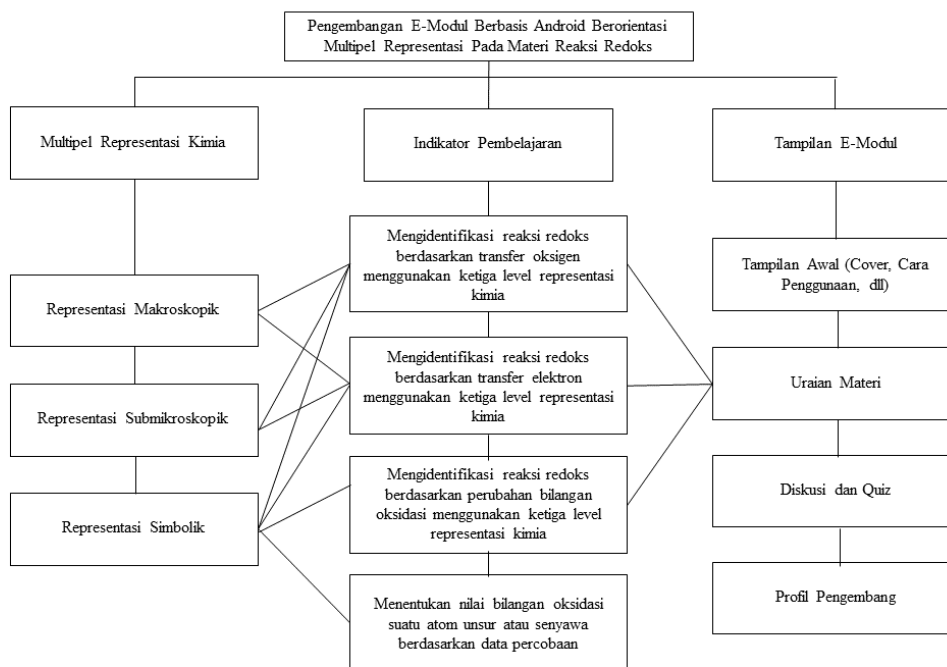 Pengembangan E-Modul Berbasis Android Berorientasi
Multipel Representasi Pada Materi Reaksi Redoks
Multipel Representasi Kimia
Indikator Pembelajaran
Tampilan E-Modul
Mengidentifikasi reaksi redoks
berdasarkan transfer oksigen
menggunakan ketiga level representasi
kimia
Tampilan Awal (Cover, Cara
Penggunaan, dll)
Representasi Makroskopik
Mengidentifikasi reaksi redoks
berdasarkan transfer elektron
menggunakan ketiga level representasi
kimia
Uraian Materi
Representasi Submikroskopik
Mengidentifikasi reaksi redoks
berdasarkan perubahan bilangan
oksidasi menggunakan ketiga level
representasi kimia
Diskusi dan Quiz
Representasi Simbolik
Menentukan nilai bilangan oksidasi
suatu atom unsur atau senyawa
berdasarkan data percobaan
Profil Pengembang